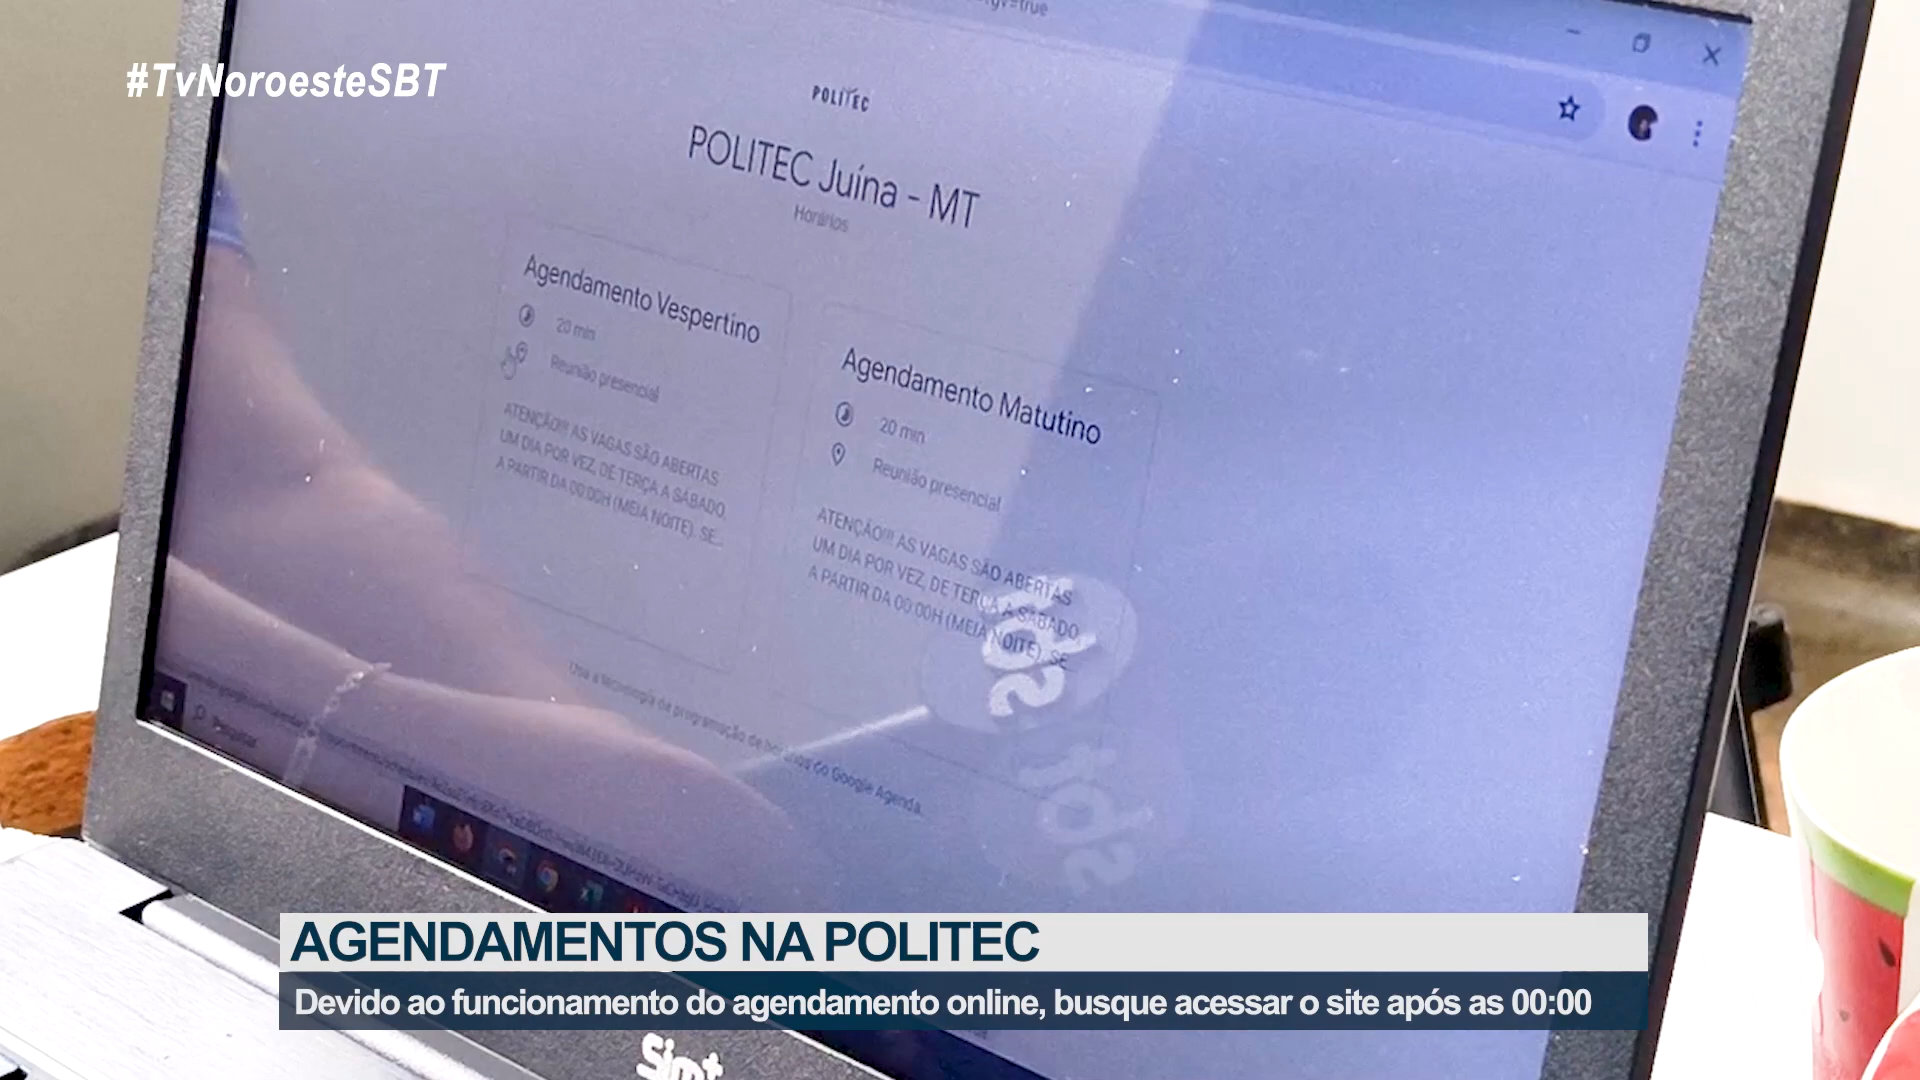 gv=true
#TvNoroesteSBT
POLITEC
POLITEC Juína - MT
Horários
Agendamento Vespertino
20 min
Reunião presencial
ATENÇÃO!!! AS VAGAS SÃO ABERTAS
UM DIA POR VEZ, DE TERÇA A SÁBADO,
A PARTIR DA 00:00H (MEIA NOITE). SE...
Agendamento Matutino
20 min
Reunião presencial
ATENÇÃO!!! AS VAGAS SÃO ABERTAS
UM DIA POR VEZ, DE TERÇA A SÁBADO,
A PARTIR DA 00:00H (MEIA NOITE). SE
Usa a tecnologia de programação de horários do Google Agenda.
Pesquisar
sbt
sbt
AGENDAMENTOS NA POLITEC
Devido ao funcionamento do agendamento online, busque acessar o site após as 00:00